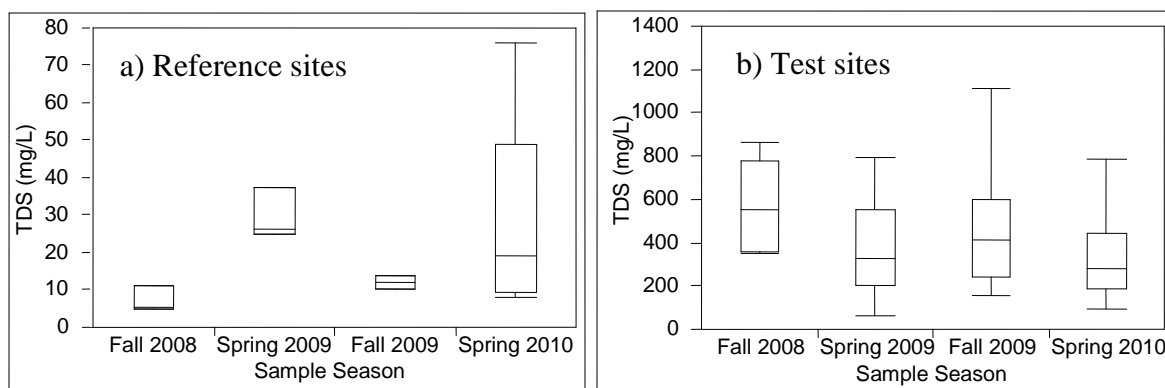 a) Reference sites
TDS (mg/L)
80
70
60
50
40
30
20
10
0
Fall 2008 Spring 2009 Fall 2009 Spring 2010
Sample Season
b) Test sites
TDS (mg/L)
1400
1200
1000
800
600
400
200
0
Fall 2008 Spring 2009 Fall 2009 Spring 2010
Sample Season